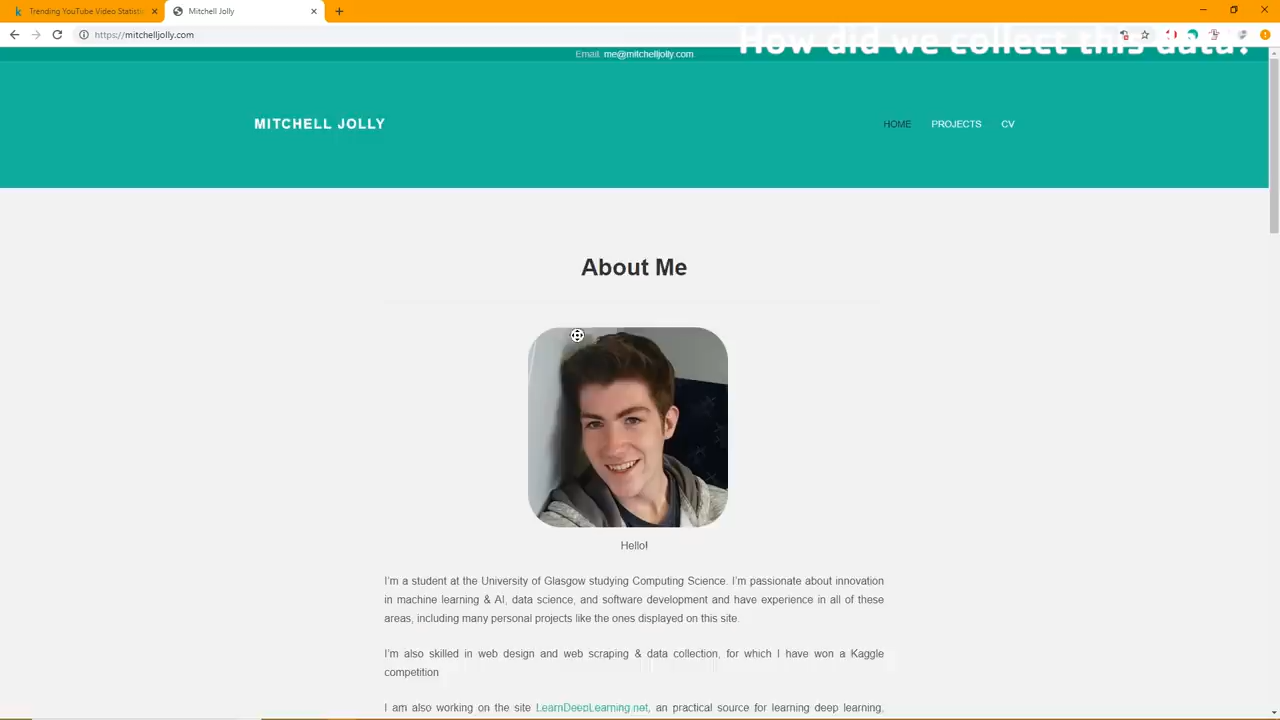 Trending YouTube Video Statisti
Mitchell Jolly
https://mitchelljolly.com
How did we collect this data?
Email. me@mitchelljolly.com
MITCHELL JOLLY
HOME
PROJECTS
CV
About Me
Hello!
I'm a student at the University of Glasgow studying Computing Science. I'm passionate about innovation
in machine learning & AI, data science, and software development and have experience in all of these
areas, including many personal projects like the ones displayed on this site.
I'm also skilled in web design and web scraping & data collection, for which I have won a Kaggle
competition
I am also working on the site LearnDeepLearning.net, an practical source for learning deep learning,